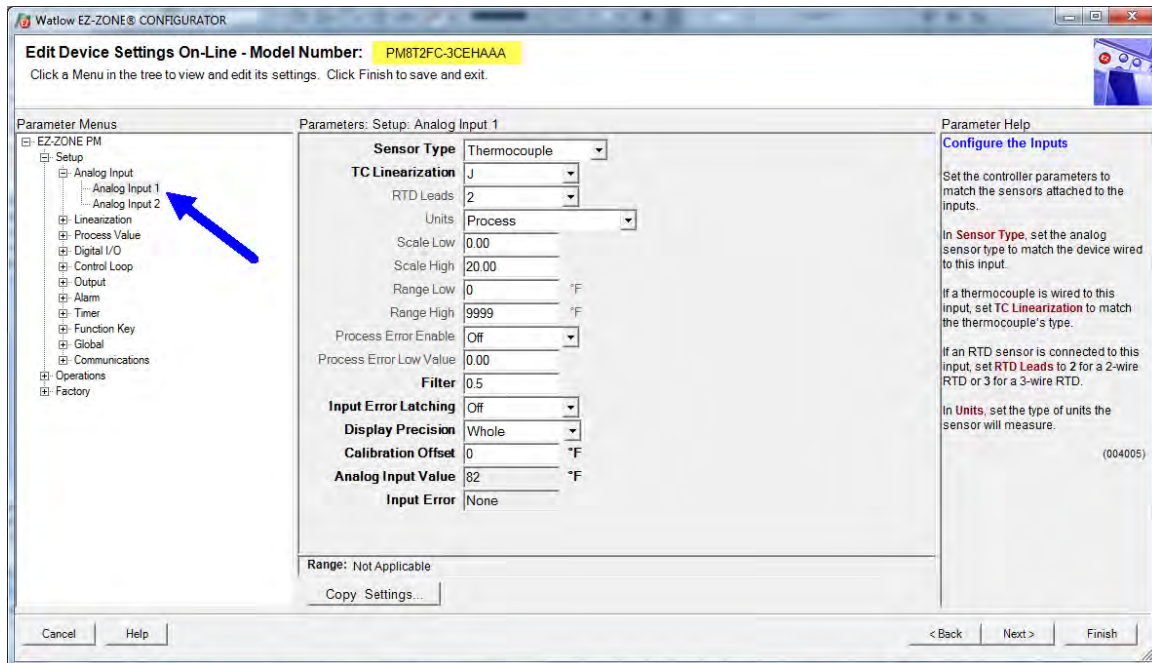 Watlow EZ-ZONE® CONFIGURATOR
Edit Device Settings On-Line - Model Number: PM8T2FC-3CEHAAA
Click a Menu in the tree to view and edit its settings. Click Finish to save and exit.
Parameter Menus
EZ-ZONE PM
Setup
Analog Input
Analog Input 1
Analog Input 2
Linearization
Process Value
Digital I/O
Control Loop
Output
Alarm
Timer
Function Key
Global
Communications
Operations
Factory
Parameters: Setup: Analog Input 1
Sensor Type Thermocouple
TC Linearization J
RTD Leads 2
Units Process
Scale Low 0.00
Scale High 20.00
Range Low 0 °F
Range High 9999 °F
Process Error Enable Off
Process Error Low Value 0.00
Filter 0.5
Input Error Latching Off
Display Precision Whole
Calibration Offset 0 °F
Analog Input Value 82 °F
Input Error None
Range: Not Applicable
Copy Settings...
Parameter Help
Configure the Inputs
Set the controller parameters to
match the sensors attached to the
inputs.
In Sensor Type, set the analog
sensor type to match the device wired
to this input.
If a thermocouple is wired to this
input, set TC Linearization to match
the thermocouple's type.
If an RTD sensor is connected to this
input, set RTD Leads to 2 for a 2-wire
RTD or 3 for a 3-wire RTD.
In Units, set the type of units the
sensor will measure.
(004005)
Cancel
Help
< Back
Next >
Finish